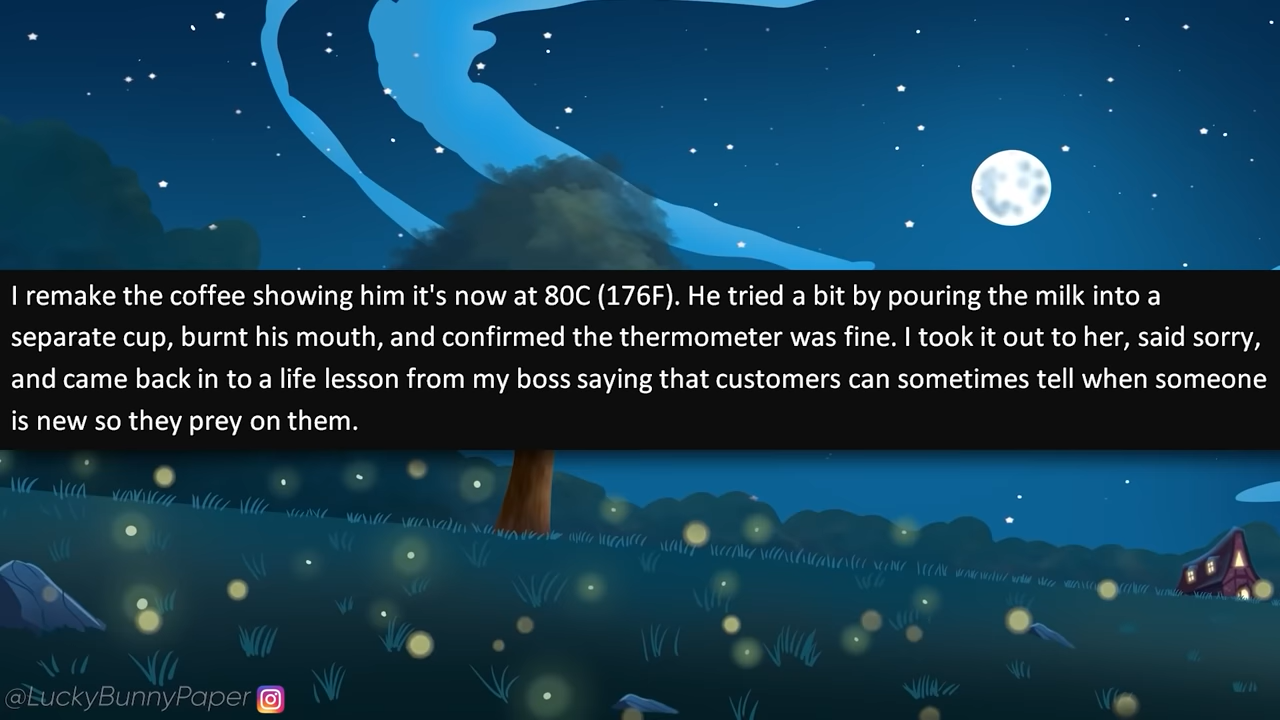 I remake the coffee showing him it's now at 80C (176F). He tried a bit by pouring the milk into a
separate cup, burnt his mouth, and confirmed the thermometer was fine. I took it out to her, said sorry,
and came back in to a life lesson from my boss saying that customers can sometimes tell when someone
is new so they prey on them.
@LuckyBunnyPaper